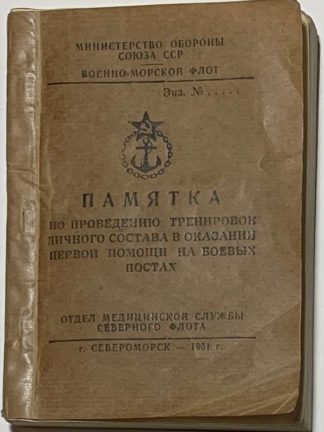 МИНИСТЕРСТВО ОБОРОНЫ
СОЮЗА ССР
ВОЕННО-МОРСКОЙ ФЛОТ
Экз. № . . . . .
ПАМЯТКА
ПО ПРОВЕДЕНИЮ ТРЕНИРОВОК
ЛИЧНОГО СОСТАВА В ОКАЗАНИИ
ПЕРВОЙ ПОМОЩИ НА БОЕВЫХ
ПОСТАХ
ОТДЕЛ МЕДИЦИНСКОЙ СЛУЖБЫ
СЕВЕРНОГО ФЛОТА
г. СЕВЕРОМОРСК — 1961 г.